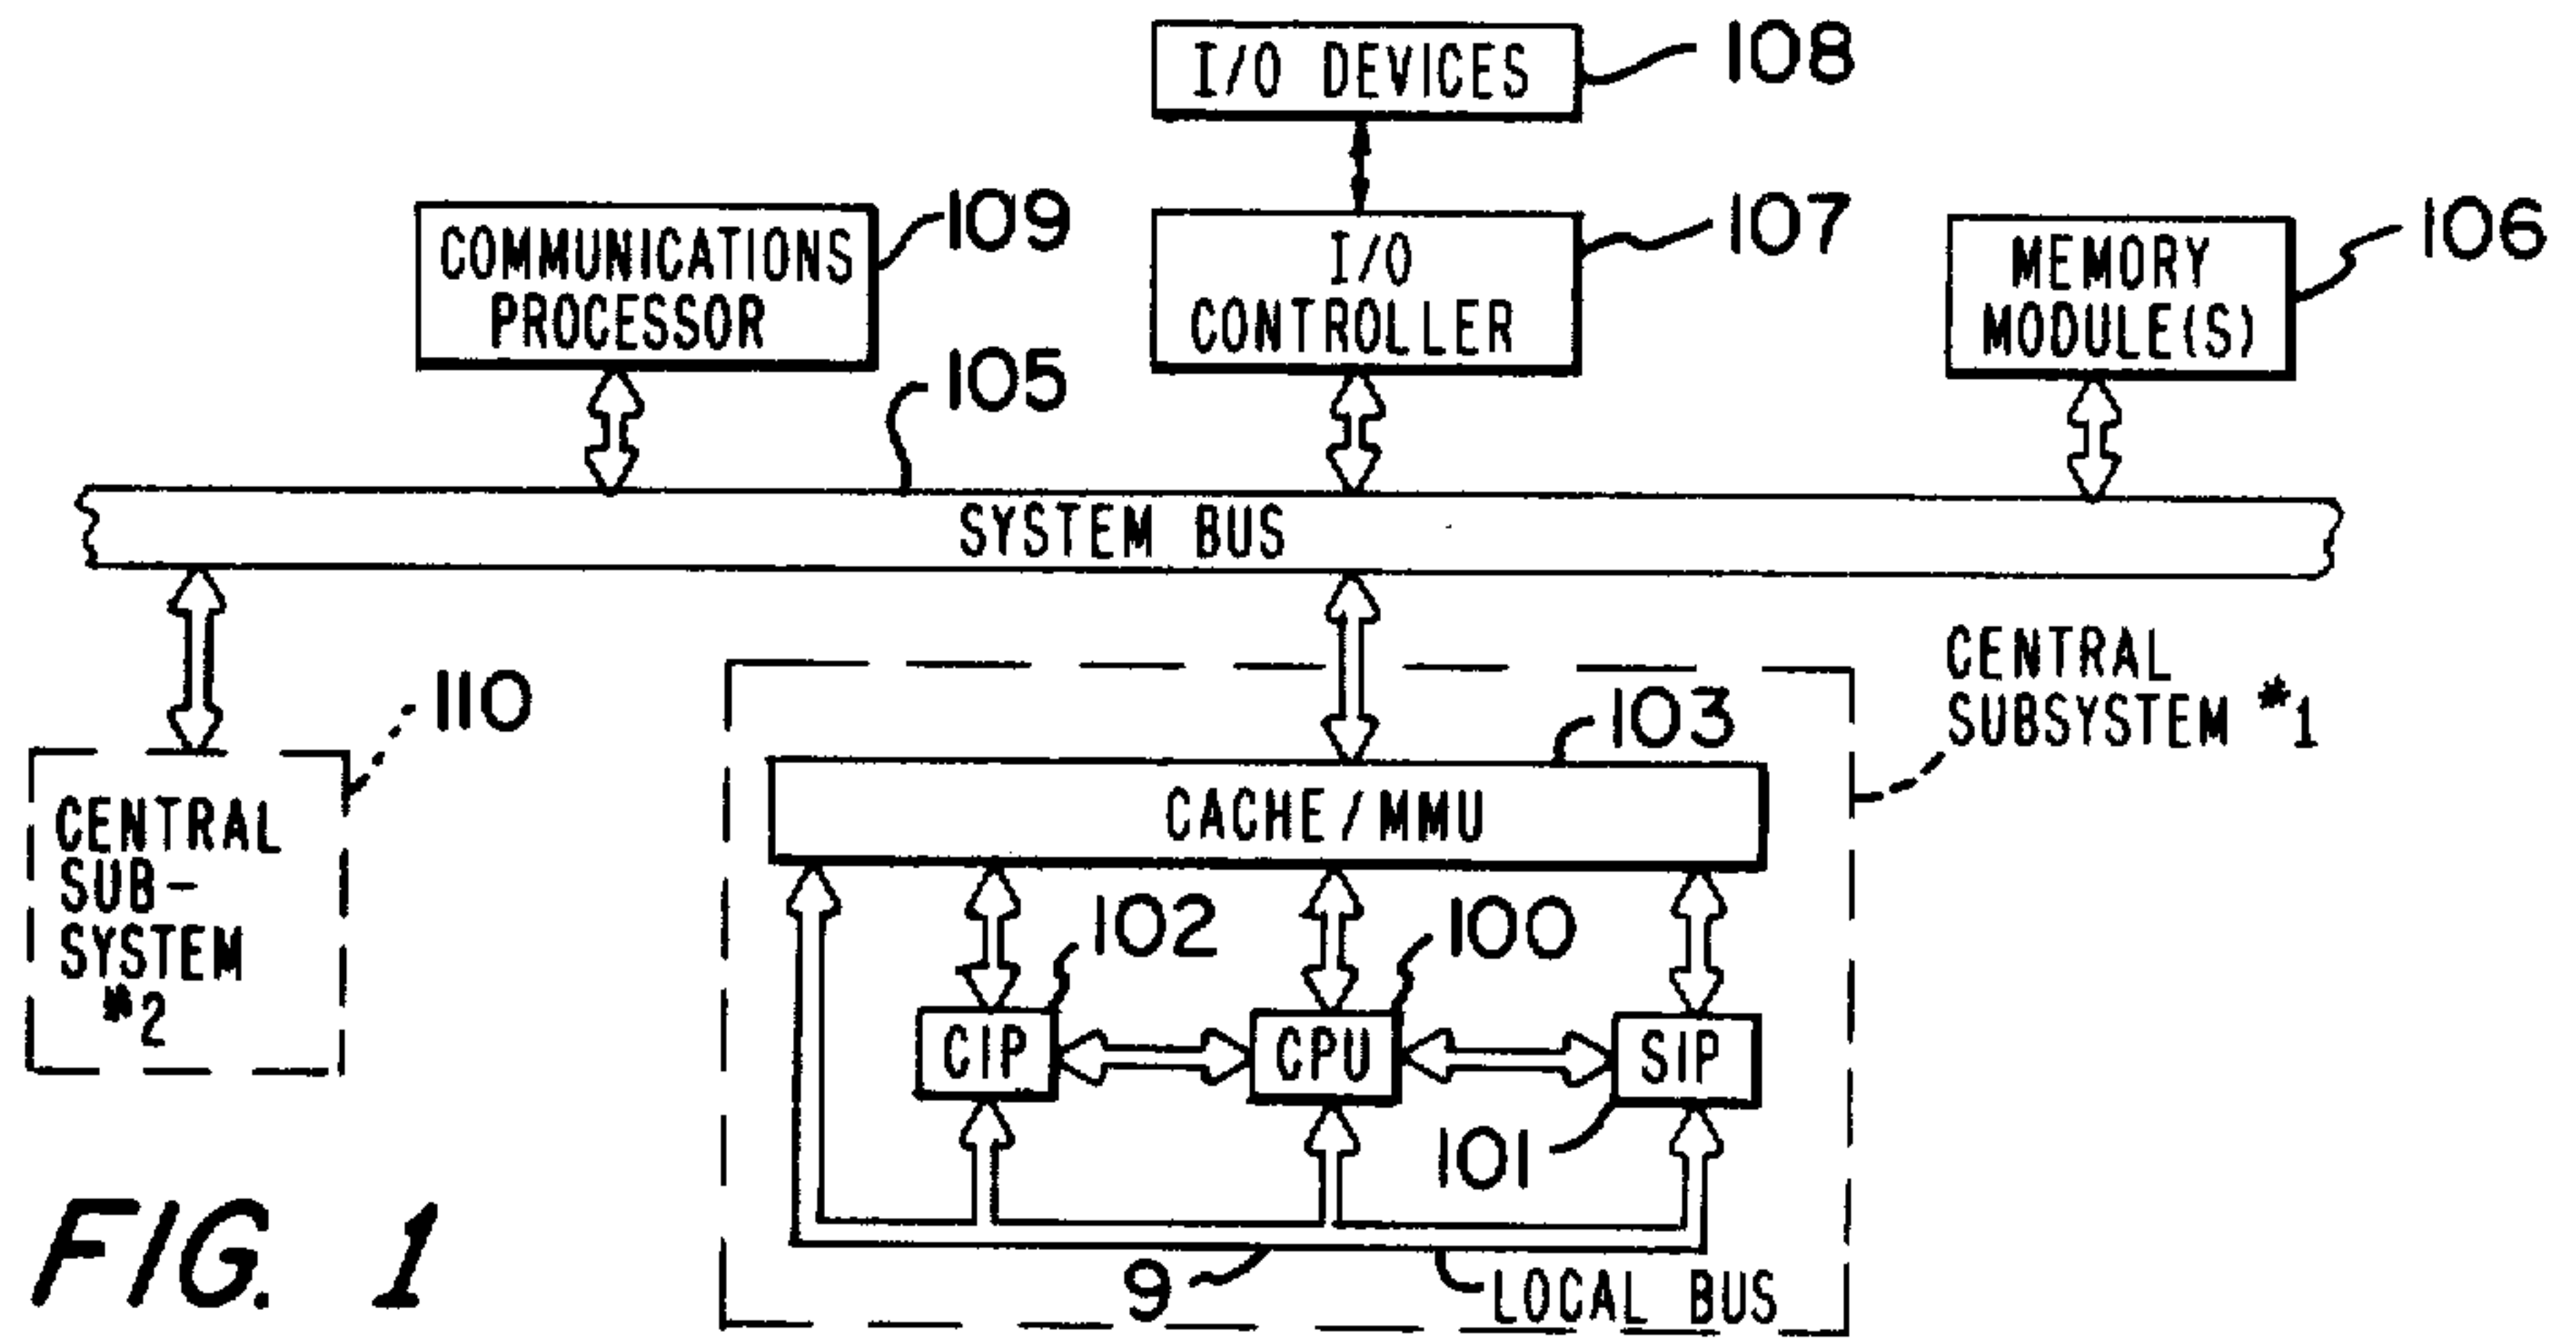 I/O DEVICES
108
COMMUNICATIONS
PROCESSOR
109
I/O
CONTROLLER
107
MEMORY
MODULE(S)
106
105
SYSTEM BUS
110
CENTRAL
SUB-
SYSTEM
#2
CENTRAL
SUBSYSTEM #1
103
CACHE/MMU
102
100
CIP
CPU
SIP
101
9
LOCAL BUS
FIG. 1